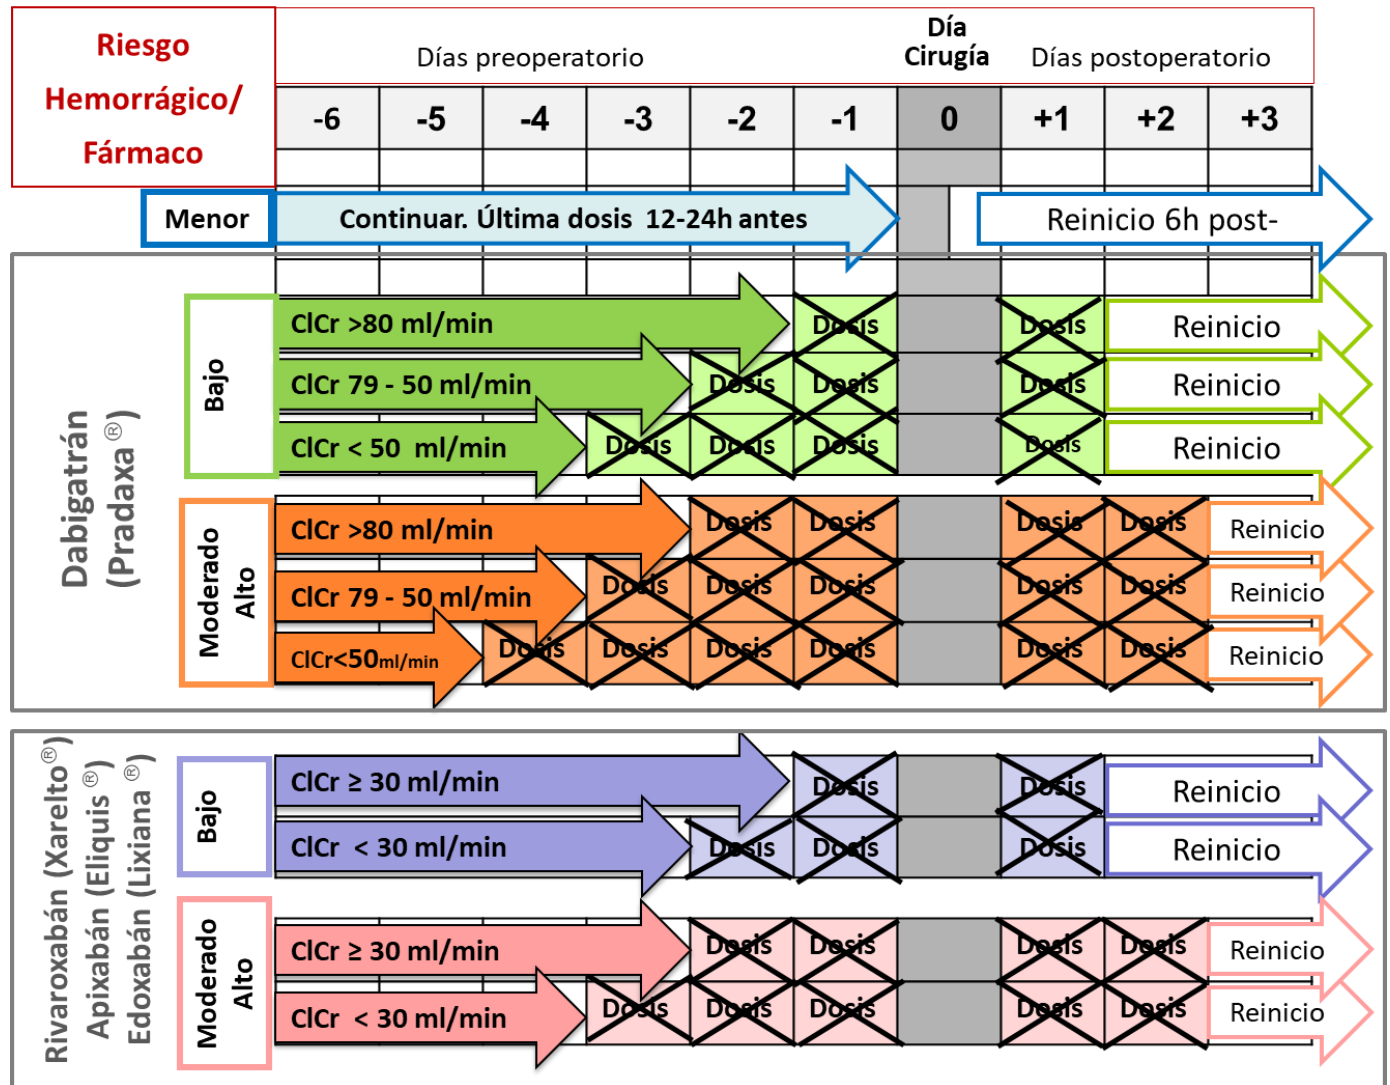 Riesgo
Hemorrágico/
Fármaco
Días preoperatorio
Día
Cirugía
Días postoperatorio
-6 -5 -4 -3 -2 -1 0 +1 +2 +3
Menor
Continuar. Última dosis 12-24h antes
Reinicio 6h post-
Dabigatrán
(Pradaxa ®)
Bajo
ClCr >80 ml/min Dosis Dosis Reinicio
ClCr 79 - 50 ml/min Dosis Dosis Dosis Reinicio
ClCr < 50 ml/min Dosis Dosis Dosis Dosis Reinicio
Moderado
Alto
ClCr >80 ml/min Dosis Dosis Dosis Dosis Reinicio
ClCr 79 - 50 ml/min Dosis Dosis Dosis Dosis Dosis Reinicio
ClCr<50ml/min Dosis Dosis Dosis Dosis Dosis Dosis Reinicio
Rivaroxabán (Xarelto®)
Apixabán (Eliquis ®)
Edoxabán (Lixiana ®)
Bajo
ClCr ≥ 30 ml/min Dosis Dosis Reinicio
ClCr < 30 ml/min Dosis Dosis Dosis Reinicio
Moderado
Alto
ClCr ≥ 30 ml/min Dosis Dosis Dosis Dosis Reinicio
ClCr < 30 ml/min Dosis Dosis Dosis Dosis Dosis Reinicio